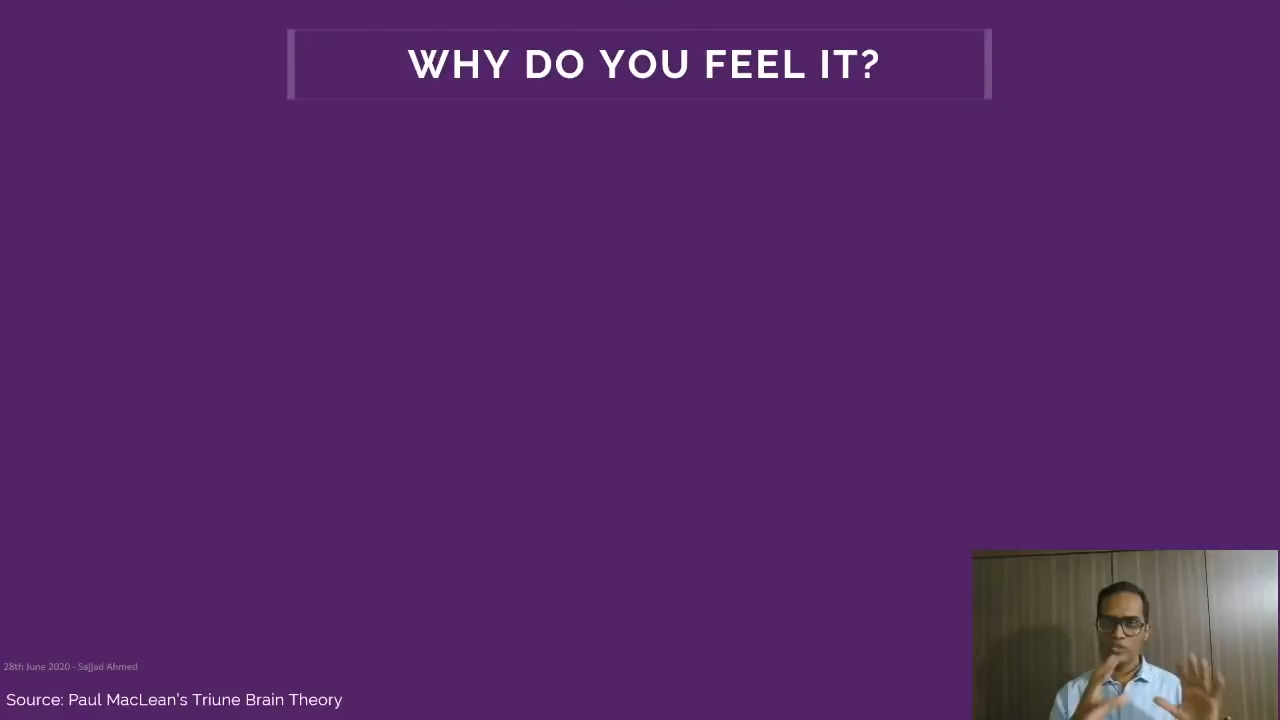 WHY DO YOU FEEL IT?
28th June 2020 - Sajjad Ahmed
Source: Paul MacLean's Triune Brain Theory